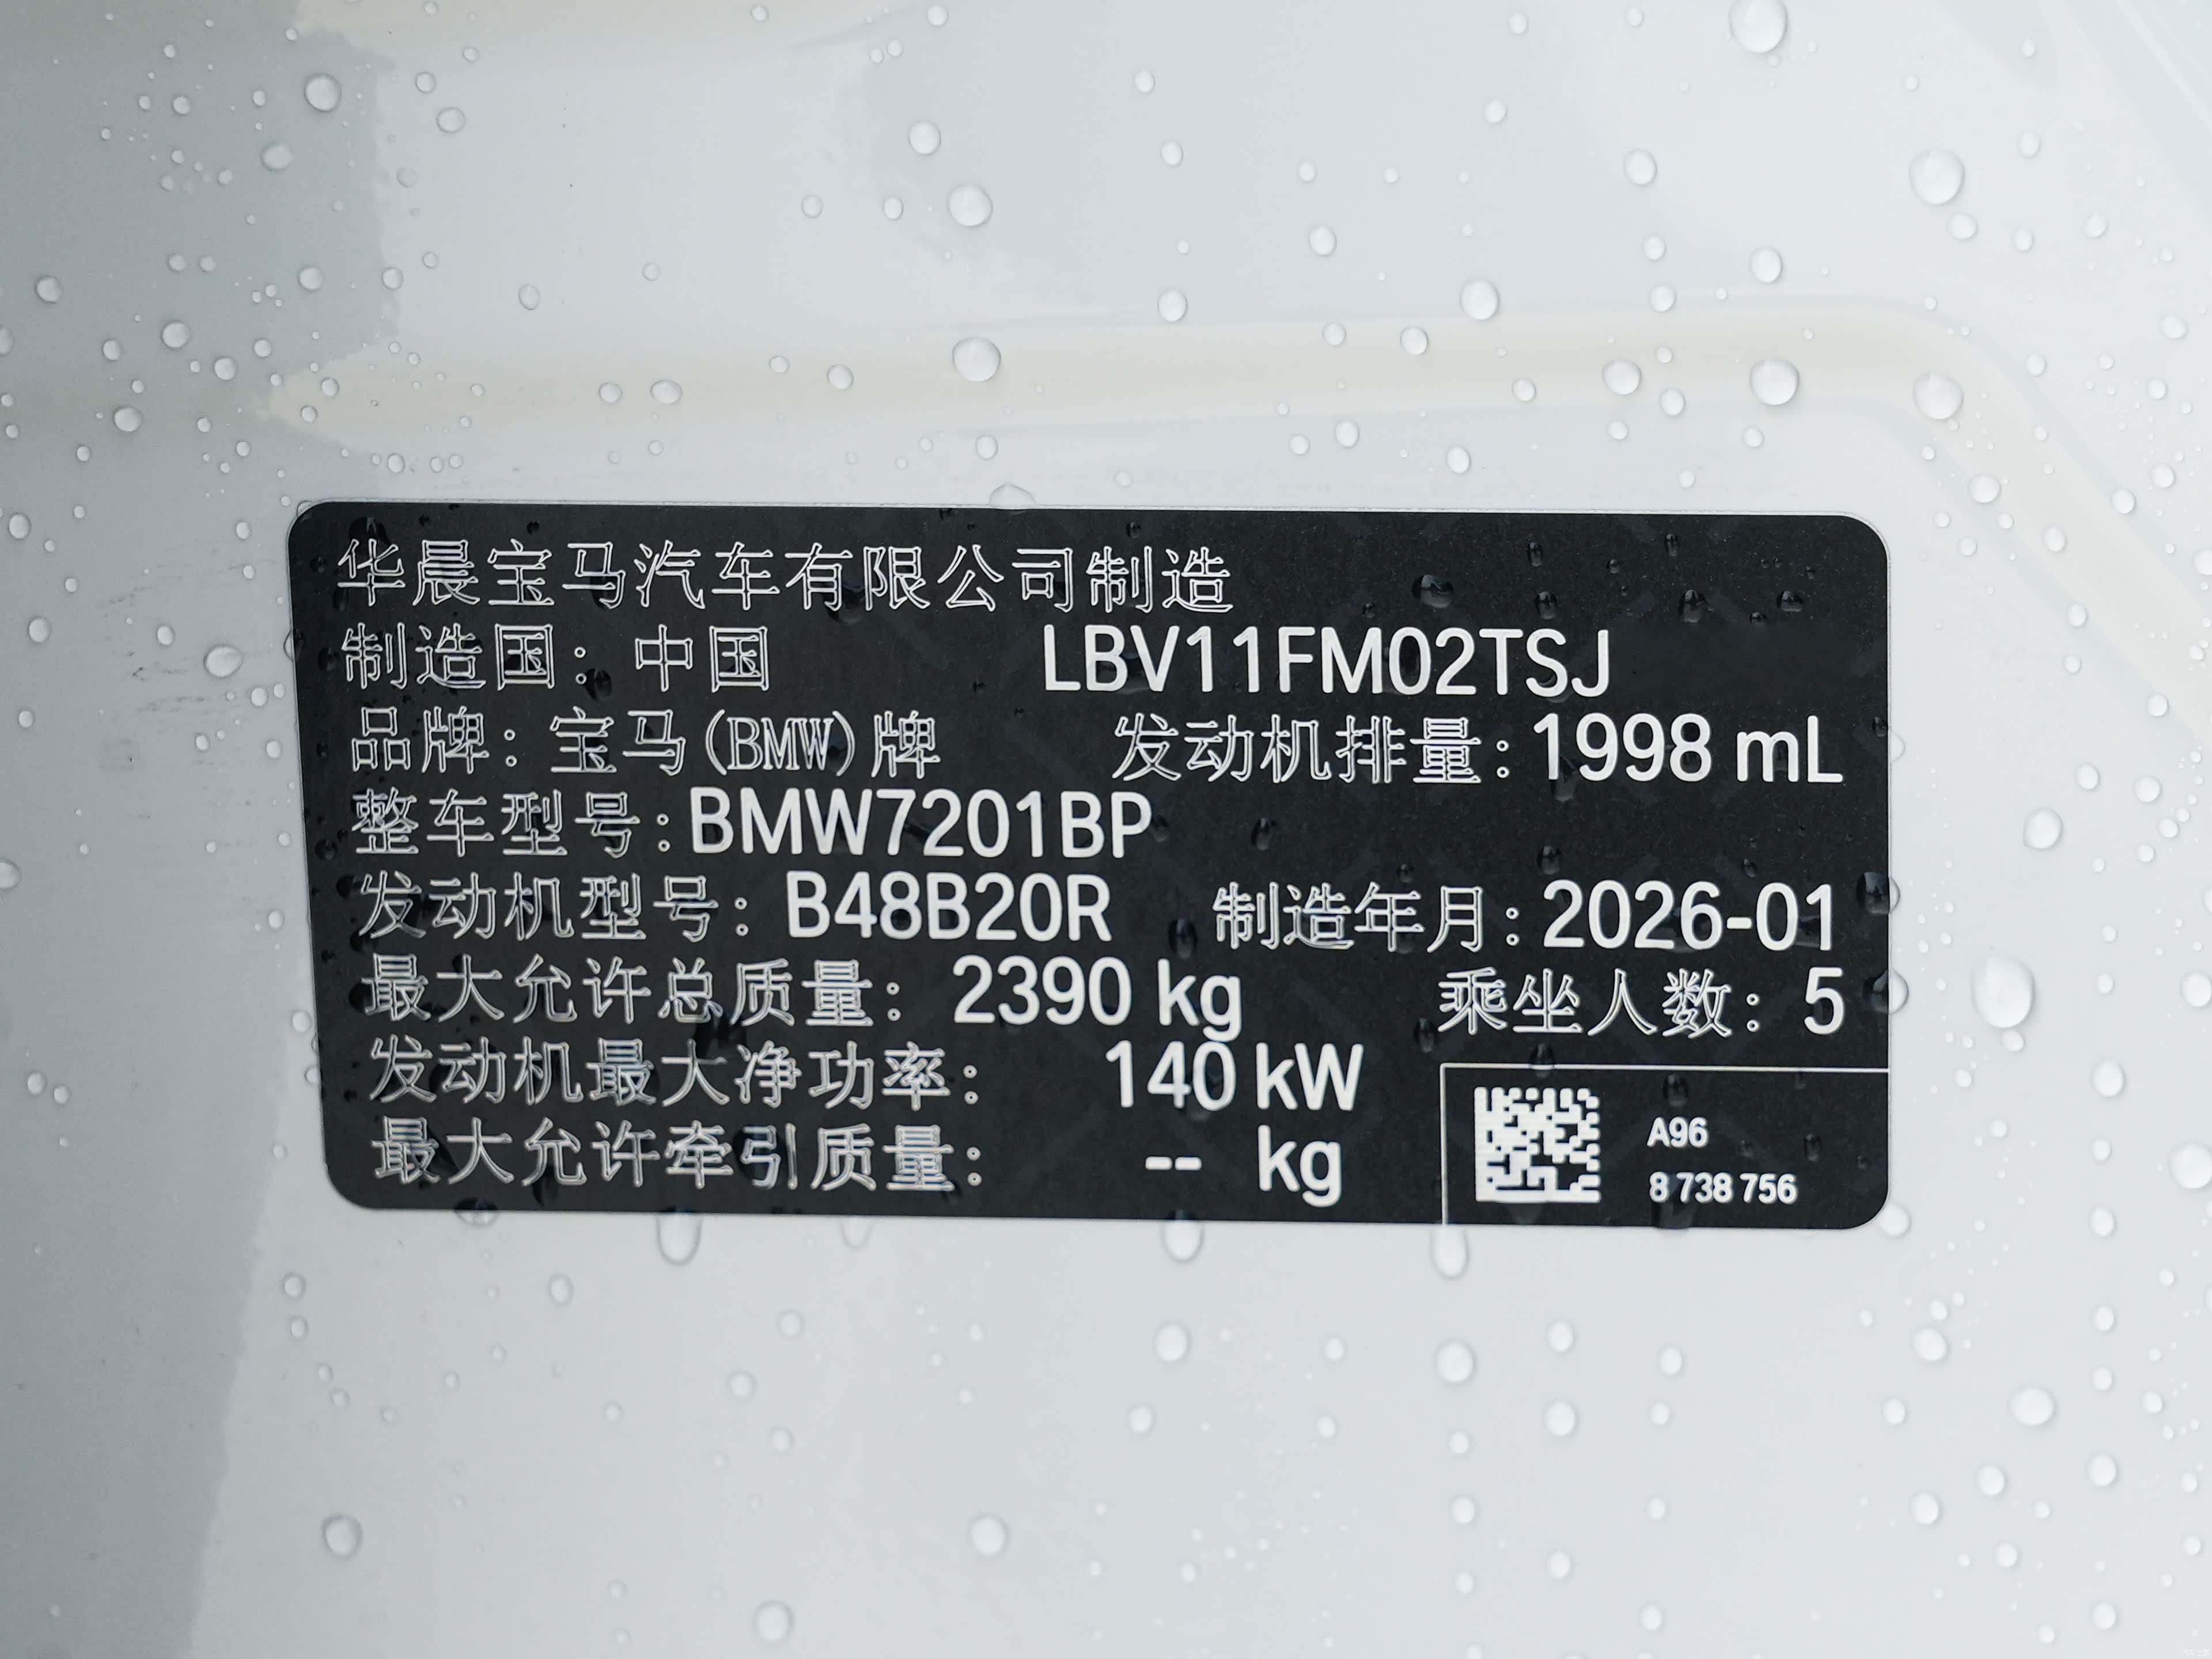 华晨宝马汽车有限公司制造
制造国：中国 LBV11FM02TSJ
品牌：宝马(BMW)牌 发动机排量：1998 mL
整车型号：BMW7201BP
发动机型号：B48B20R 制造年月：2026-01
最大允许总质量：2390 kg 乘坐人数：5
发动机最大净功率：140 kW
最大允许牵引质量：-- kg
A96
8 738 756